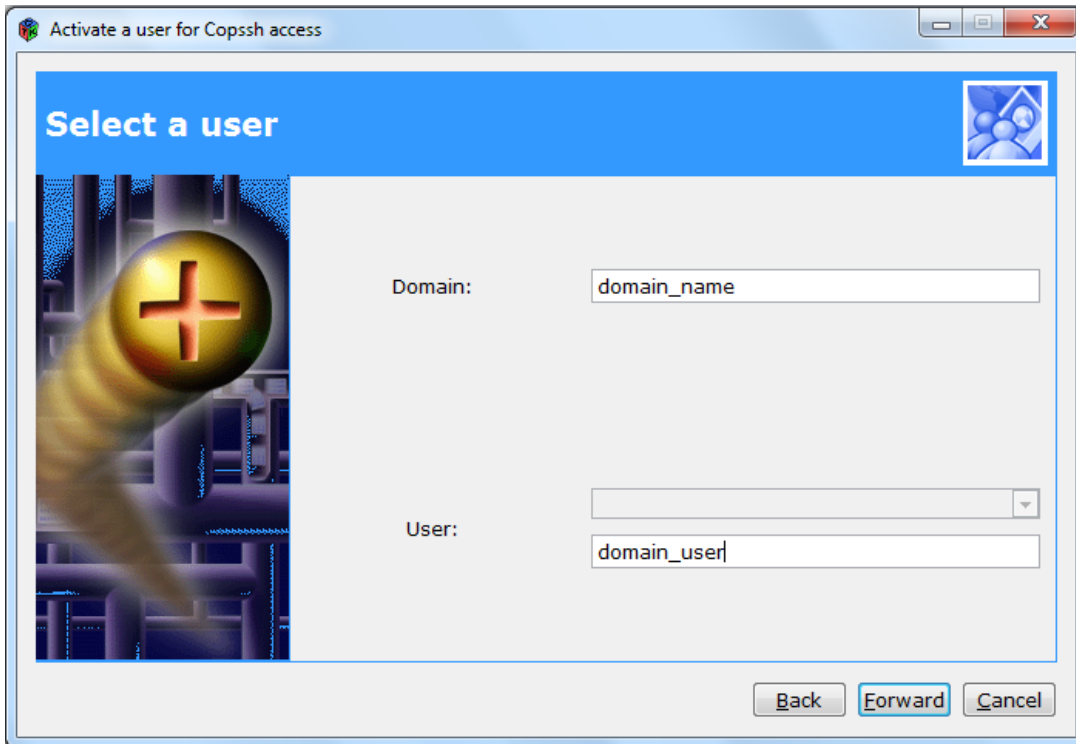 Activate a user for Copssh access
Select a user
Domain:
domain_name
User:
domain_user
Back Forward Cancel